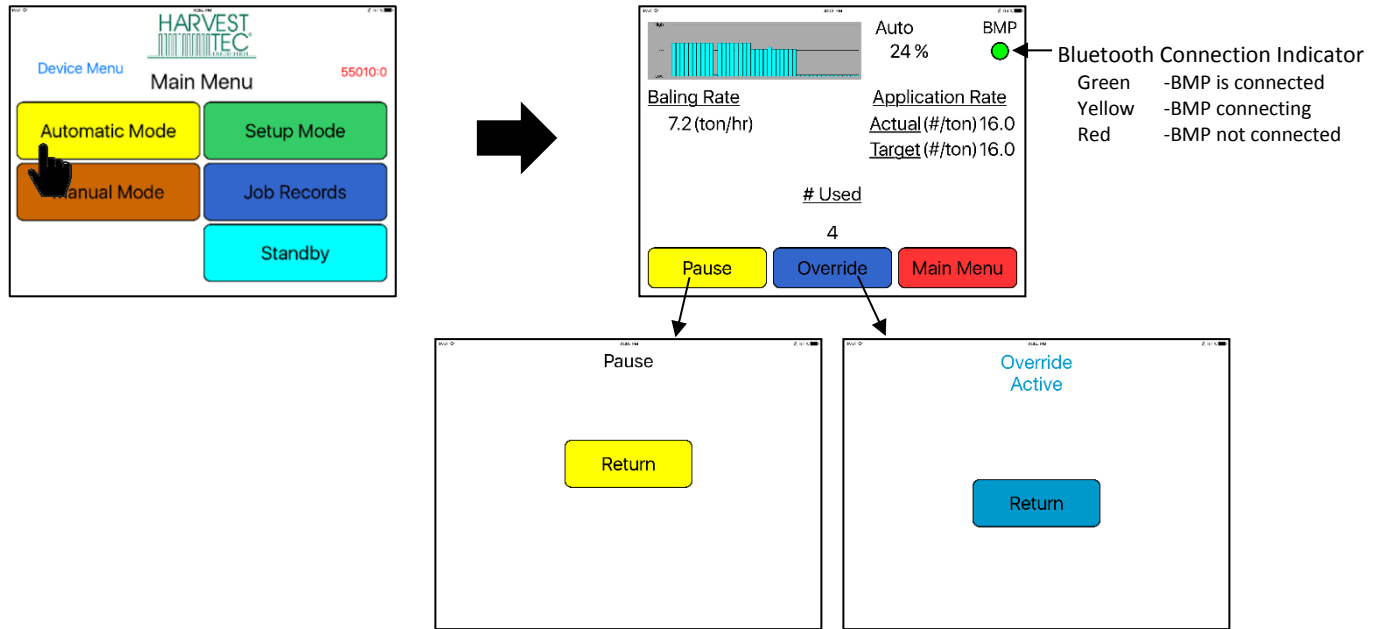 HARVEST
TEC
Device Menu
Main Menu
55010:0
Automatic Mode
Setup Mode
Manual Mode
Job Records
Standby
High
Low
Auto
24 %
BMP
Baling Rate
7.2 (ton/hr)
Application Rate
Actual (#/ton) 16.0
Target (#/ton) 16.0
# Used
4
Pause
Override
Main Menu
Bluetooth Connection Indicator
Green -BMP is connected
Yellow -BMP connecting
Red -BMP not connected
Pause
Return
Override
Active
Return